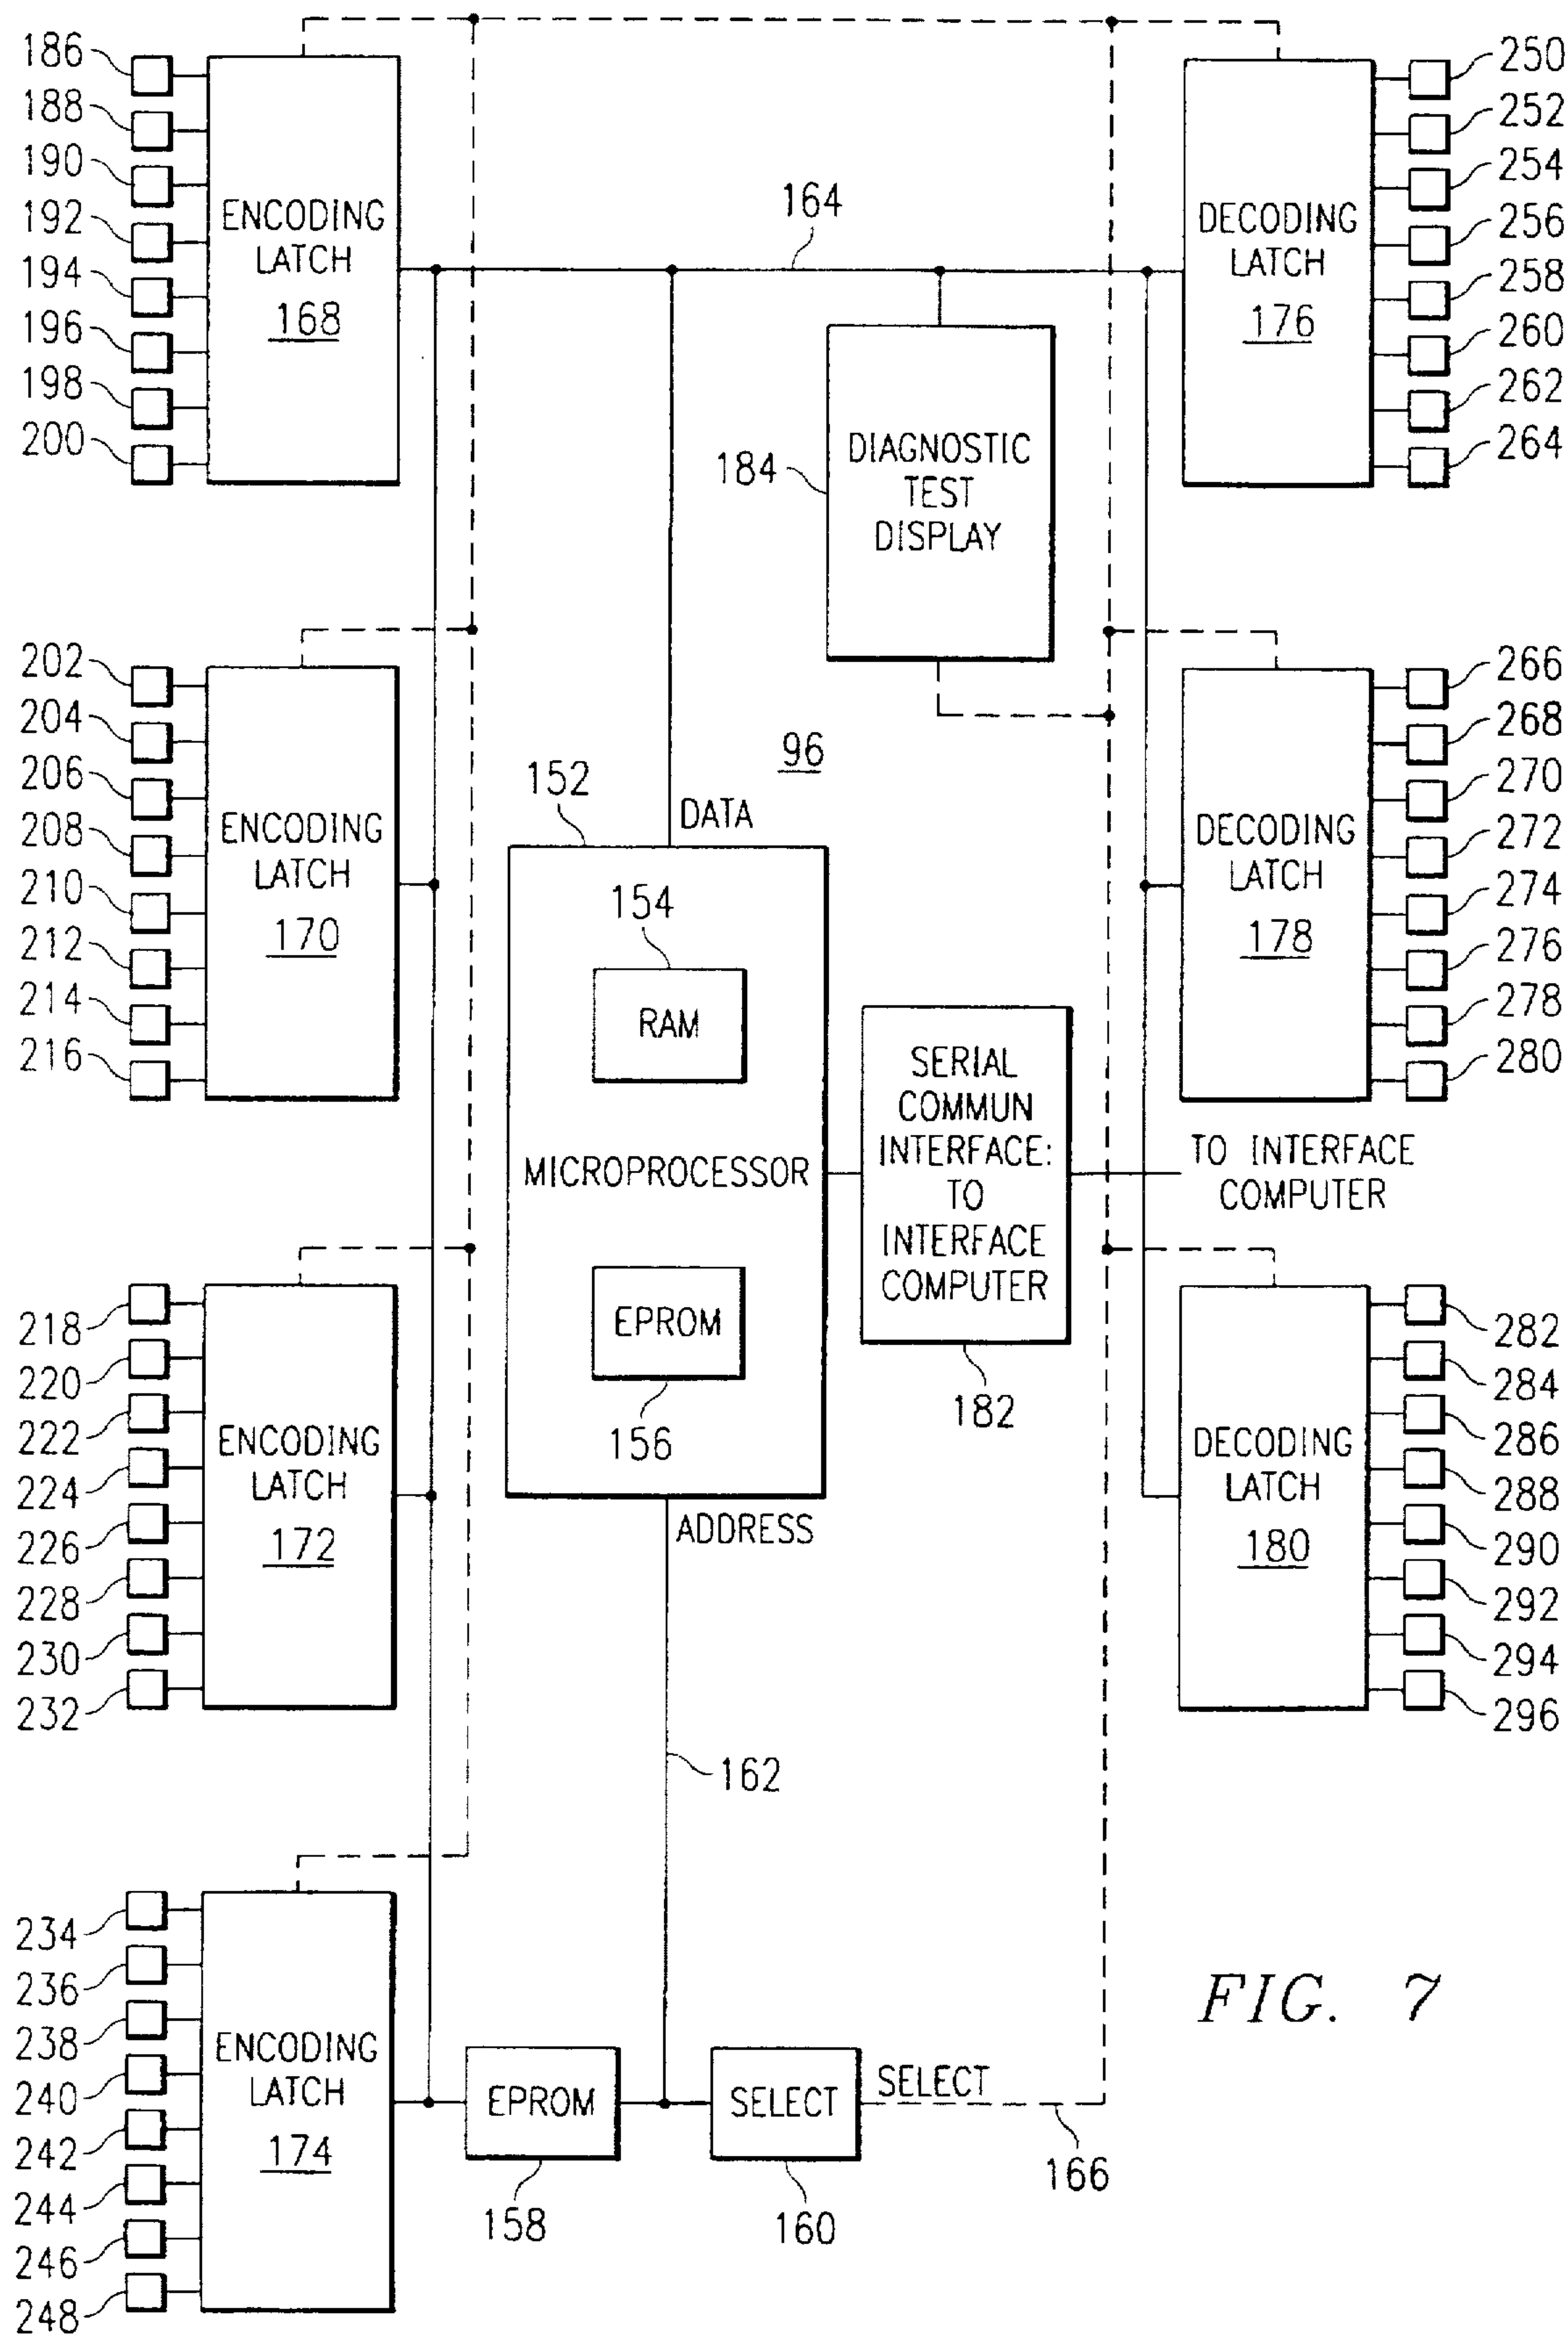 186
188
190
192
194
196
198
200
ENCODING
LATCH
168
164
DECODING
LATCH
176
250
252
254
256
258
260
262
264
184
DIAGNOSTIC
TEST
DISPLAY
202
204
206
208
210
212
214
216
ENCODING
LATCH
170
96
152
DATA
154
RAM
MICROPROCESSOR
EPROM
156
ADDRESS
SERIAL
COMMUN
INTERFACE:
TO
INTERFACE
COMPUTER
182
DECODING
LATCH
178
266
268
270
272
274
276
278
280
TO INTERFACE
COMPUTER
218
220
222
224
226
228
230
232
ENCODING
LATCH
172
DECODING
LATCH
180
282
284
286
288
290
292
294
296
162
234
236
238
240
242
244
246
248
ENCODING
LATCH
174
EPROM
158
SELECT
160
SELECT
166
FIG. 7